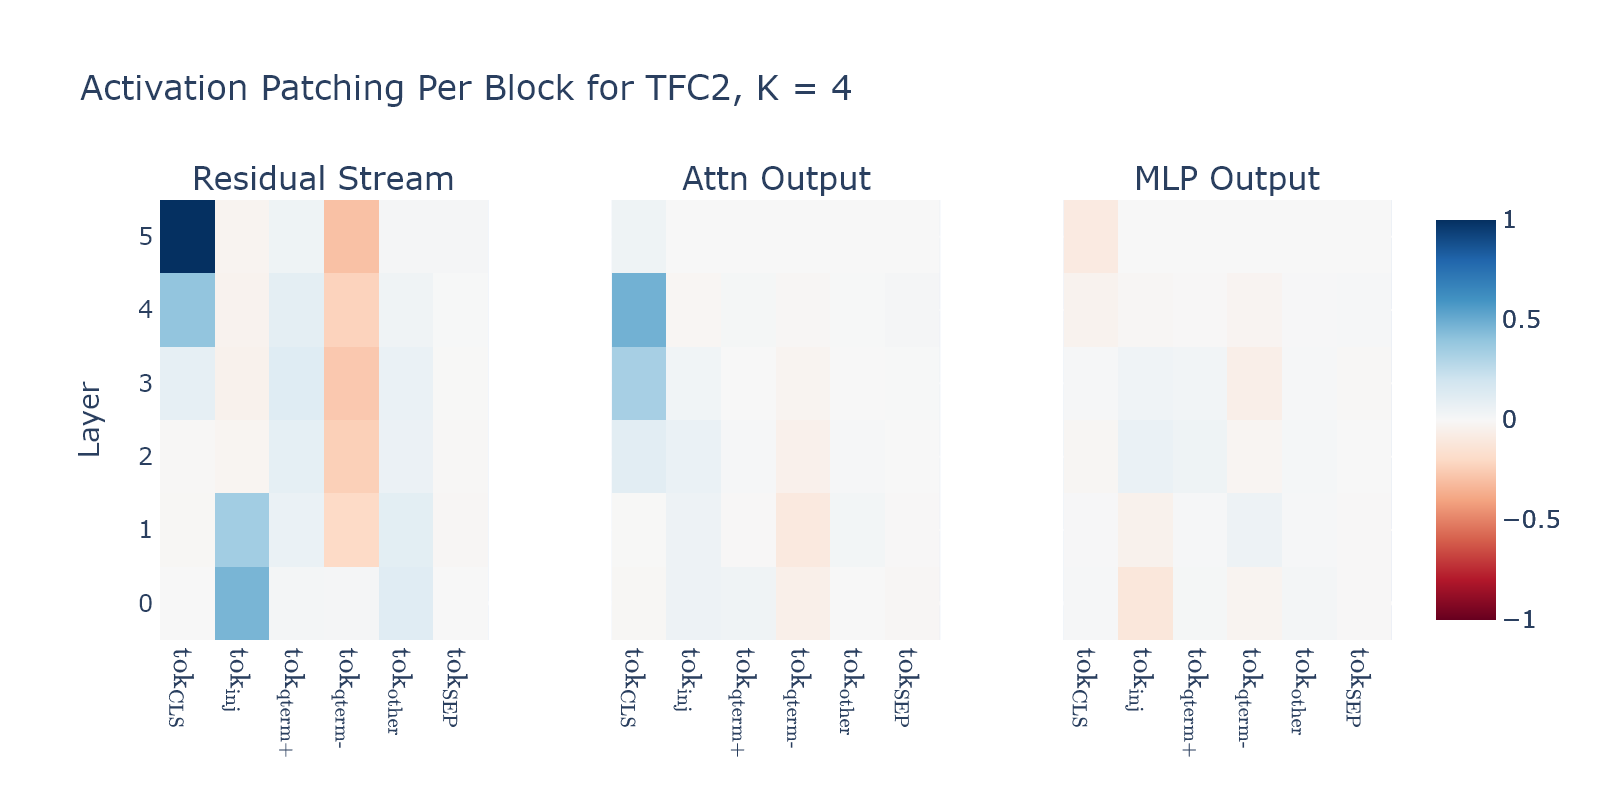 Activation Patching Per Block for TFC2, K = 4
Residual Stream
Attn Output
MLP Output
Layer
5
4
3
2
1
0
tokCLS
tokinj
tokqterm+
tokqterm-
tokother
tokSEP
tokCLS
tokinj
tokqterm+
tokqterm-
tokother
tokSEP
tokCLS
tokinj
tokqterm+
tokqterm-
tokother
tokSEP
1
0.5
0
−0.5
−1